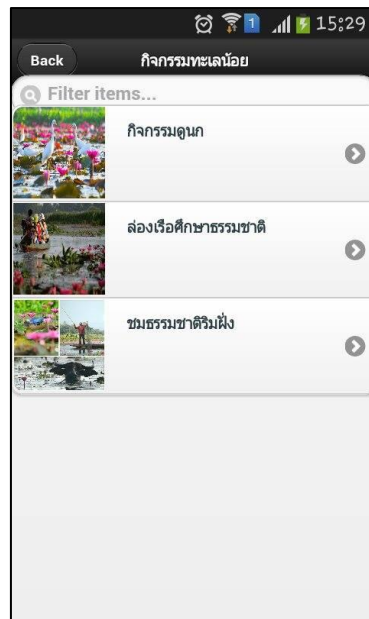 1 15:29
Back กิจกรรมทะเลน้อย
Filter items...
กิจกรรมดูนก
ล่องเรือศึกษาธรรมชาติ
ชมธรรมชาติริมฝั่ง